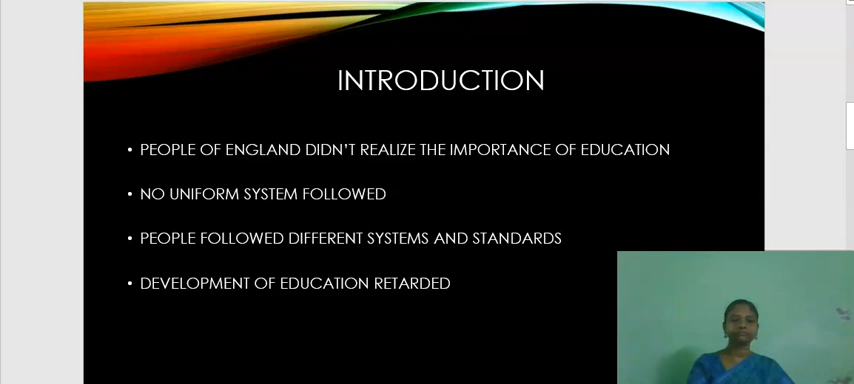 INTRODUCTION
• PEOPLE OF ENGLAND DIDN'T REALIZE THE IMPORTANCE OF EDUCATION
• NO UNIFORM SYSTEM FOLLOWED
• PEOPLE FOLLOWED DIFFERENT SYSTEMS AND STANDARDS
• DEVELOPMENT OF EDUCATION RETARDED